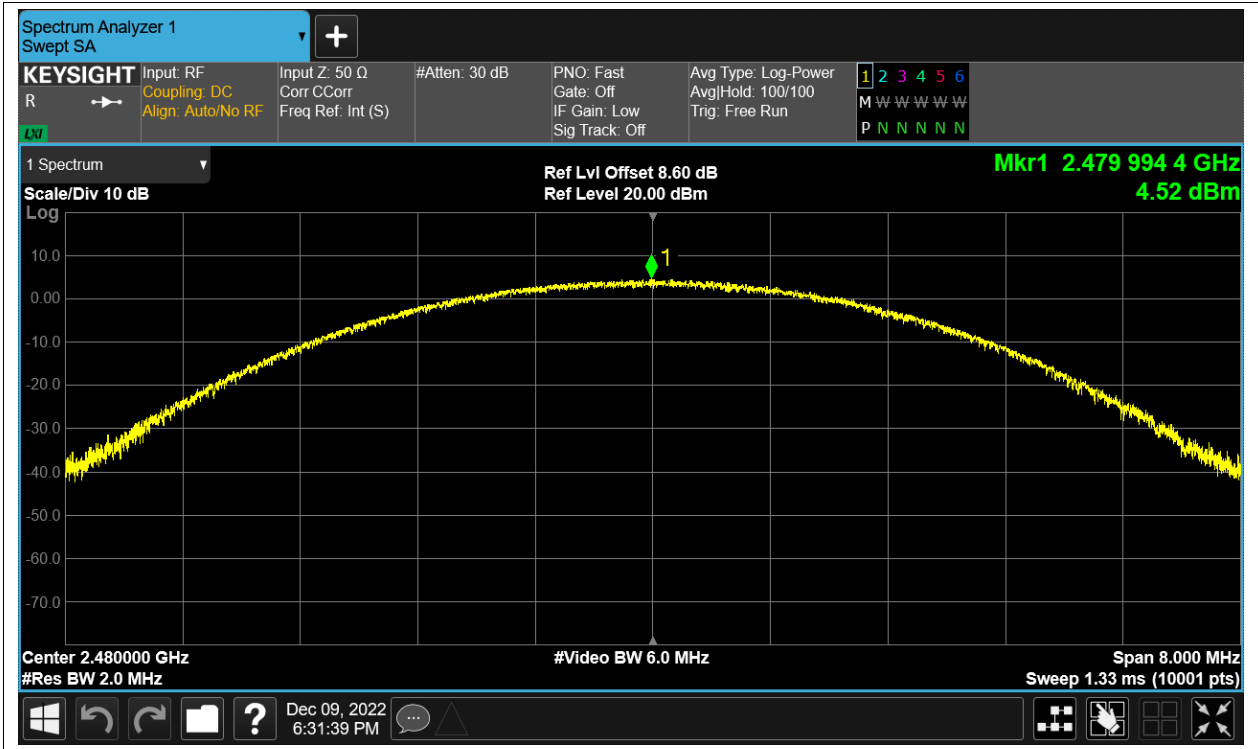 Spectrum Analyzer 1
Swept SA
+
KEYSIGHT
R
LXI
Input: RF
Coupling: DC
Align: Auto/No RF
Input Z: 50 Ω
Corr CCorr
Freq Ref: Int (S)
#Atten: 30 dB
PNO: Fast
Gate: Off
IF Gain: Low
Sig Track: Off
Avg Type: Log-Power
Avg|Hold: 100/100
Trig: Free Run
1 2 3 4 5 6
M W W W W W
P N N N N N
1 Spectrum
Scale/Div 10 dB
Log
Ref Lvl Offset 8.60 dB
Ref Level 20.00 dBm
Mkr1 2.479 994 4 GHz
4.52 dBm
1
10.0
0.00
-10.0
-20.0
-30.0
-40.0
-50.0
-60.0
-70.0
Center 2.480000 GHz
#Res BW 2.0 MHz
#Video BW 6.0 MHz
Span 8.000 MHz
Sweep 1.33 ms (10001 pts)
?
Dec 09, 2022
6:31:39 PM